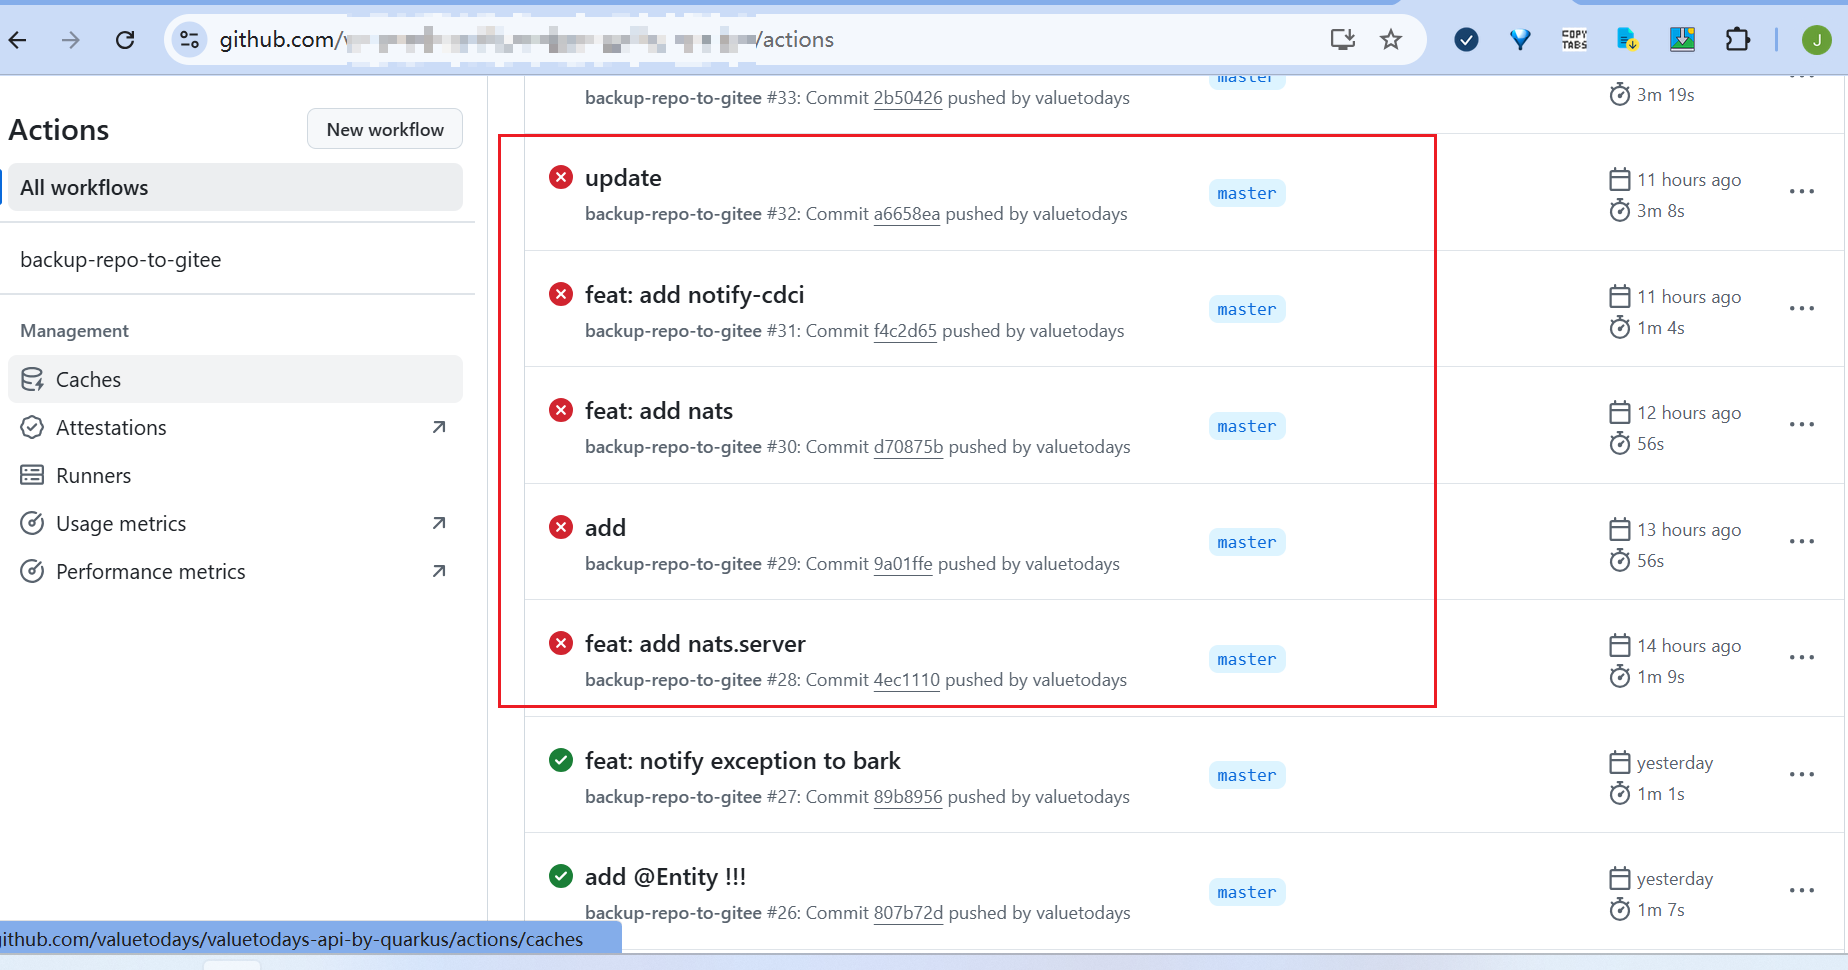 github.com/
/actions
COPY
TABS
J
Actions
New workflow
All workflows
backup-repo-to-gitee
Management
Caches
Attestations
Runners
Usage metrics
Performance metrics
master
backup-repo-to-gitee #33: Commit 2b50426 pushed by valuetodays
3m 19s
update
master
backup-repo-to-gitee #32: Commit a6658ea pushed by valuetodays
11 hours ago
3m 8s
feat: add notify-cdci
master
backup-repo-to-gitee #31: Commit f4c2d65 pushed by valuetodays
11 hours ago
1m 4s
feat: add nats
master
backup-repo-to-gitee #30: Commit d70875b pushed by valuetodays
12 hours ago
56s
add
master
backup-repo-to-gitee #29: Commit 9a01ffe pushed by valuetodays
13 hours ago
56s
feat: add nats.server
master
backup-repo-to-gitee #28: Commit 4ec1110 pushed by valuetodays
14 hours ago
1m 9s
feat: notify exception to bark
master
backup-repo-to-gitee #27: Commit 89b8956 pushed by valuetodays
yesterday
1m 1s
add @Entity !!!
master
backup-repo-to-gitee #26: Commit 807b72d pushed by valuetodays
yesterday
1m 7s
ithub.com/valuetodays/valuetodays-api-by-quarkus/actions/caches